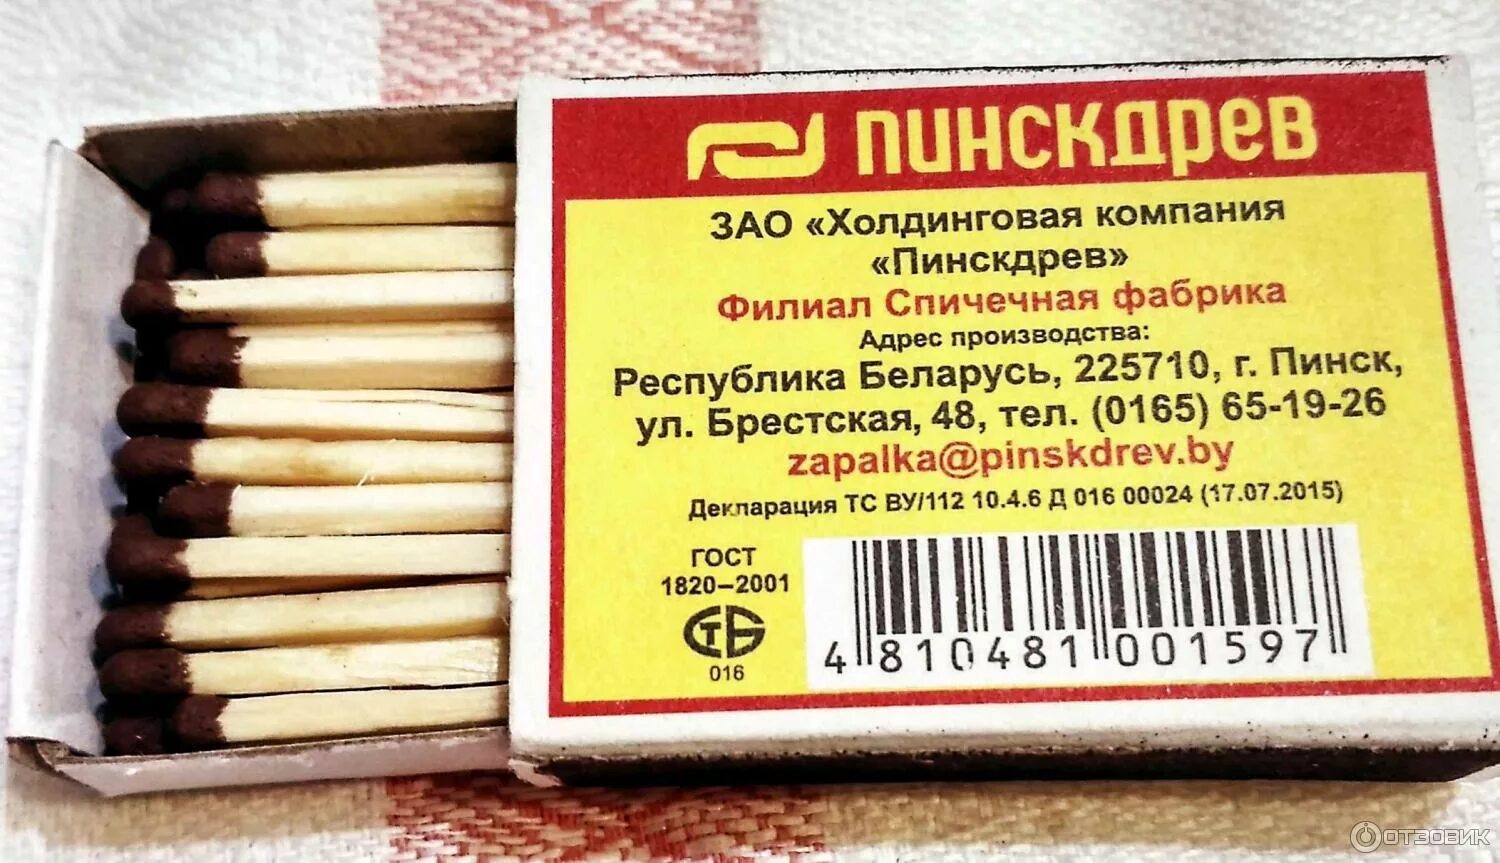 ПИНСКДРЕВ
ЗАО «Холдинговая компания
«Пинскдрев»
Филиал Спичечная фабрика
Адрес производства:
Республика Беларусь, 225710, г. Пинск,
ул. Брестская, 48, тел. (0165) 65-19-26
zapalka@pinskdrev.by
Декларация ТС BY/112 10.4.6 Д 016 00024 (17.07.2015)
ГОСТ
1820–2001
СТБ
016
4 810481 001597
ОТЗОВИК